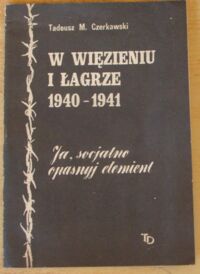 Tadeusz M. Czerkawski
W WIĘZIENIU
I ŁAGRZE
1940-1941
Ja, socjalno
opasnyj element
TD